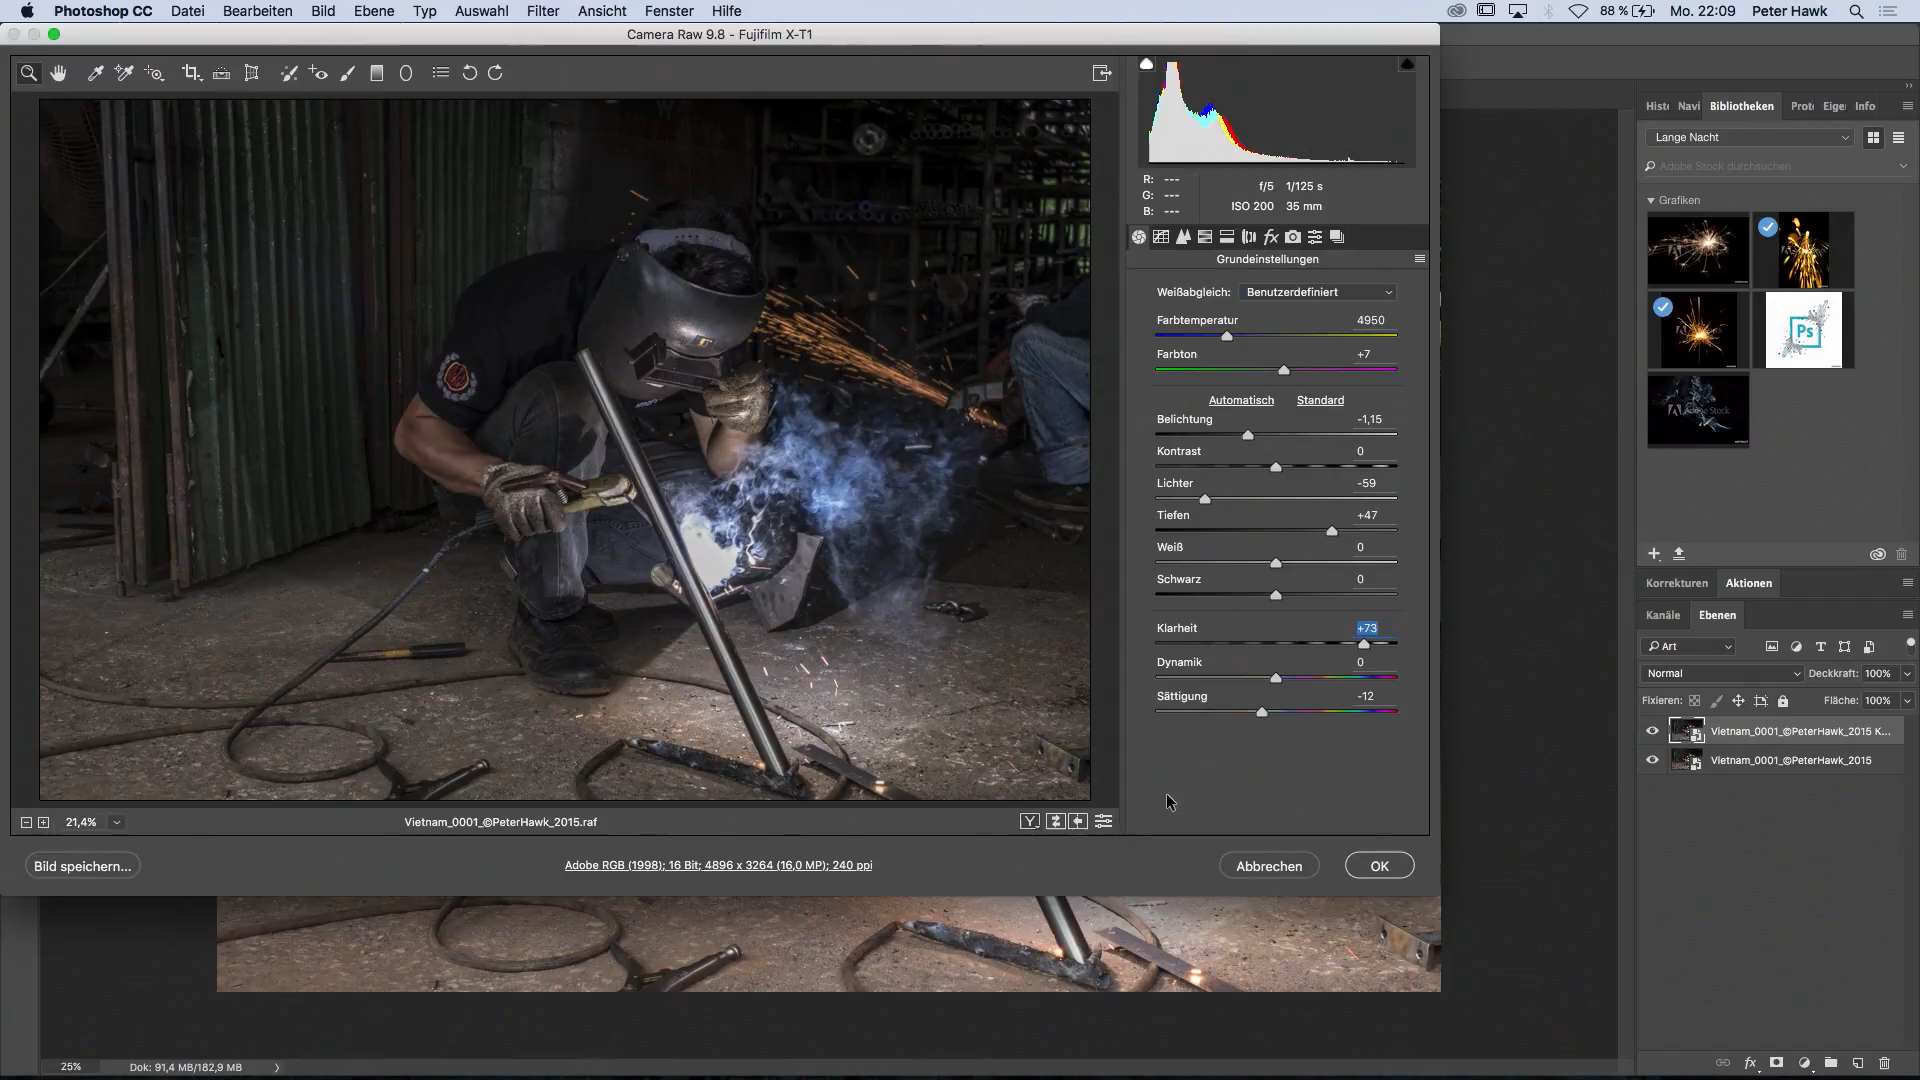 Photoshop CC Datei Bearbeiten Bild Ebene Typ Auswahl Filter Ansicht Fenster Hilfe 88 % Mo. 22:09 Peter Hawk
Camera Raw 9.8 - Fujifilm X-T1
R: ---
G: ---
B: ---
f/5 1/125 s
ISO 200 35 mm
Grundeinstellungen
Weißabgleich: Benutzerdefiniert
Farbtemperatur 4950
Farbton +7
Automatisch Standard
Belichtung -1,15
Kontrast 0
Lichter -59
Tiefen +47
Weiß 0
Schwarz 0
Klarheit +73
Dynamik 0
Sättigung -12
21,4% Vietnam_0001_©PeterHawk_2015.raf
Bild speichern... Adobe RGB (1998); 16 Bit; 4896 x 3264 (16,0 MP); 240 ppi Abbrechen OK
25% Dok: 91,4 MB/182,9 MB
Navi Bibliotheken Info
Lange Nacht
Adobe Stock durchsuchen
Grafiken
Ps
Adobe Stock
Korrekturen Aktionen
Kanäle Ebenen
Art
Normal Deckkraft: 100%
Fixieren: Fläche: 100%
Vietnam_0001_©PeterHawk_2015 K...
Vietnam_0001_©PeterHawk_2015